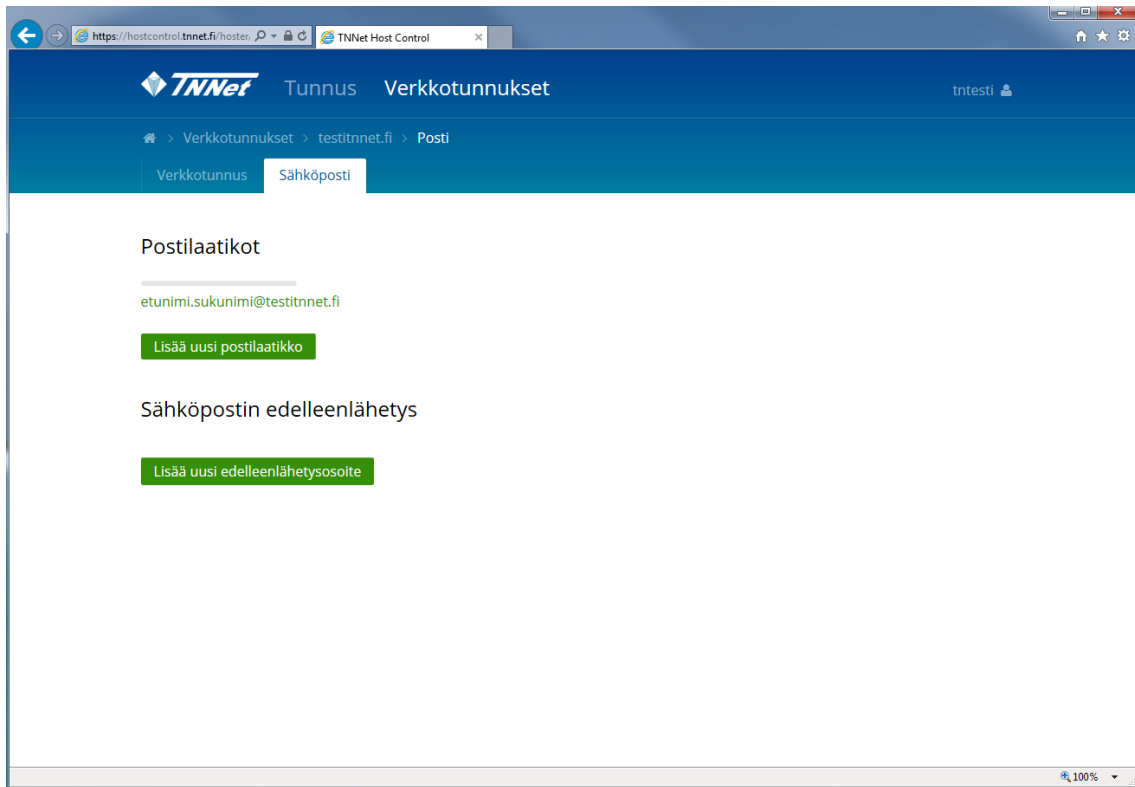 https://hostcontrol.tnnet.fi/hoster, TNNet Host Control
TNNet Tunnus Verkkotunnukset tntesti
> Verkkotunnukset > testitnnet.fi > Posti
Verkkotunnus Sähköposti
Postilaatikot
etunimi.sukunimi@testitnnet.fi
Lisää uusi postilaatikko
Sähköpostin edelleenlähetys
Lisää uusi edelleenlähetysosoite
100%